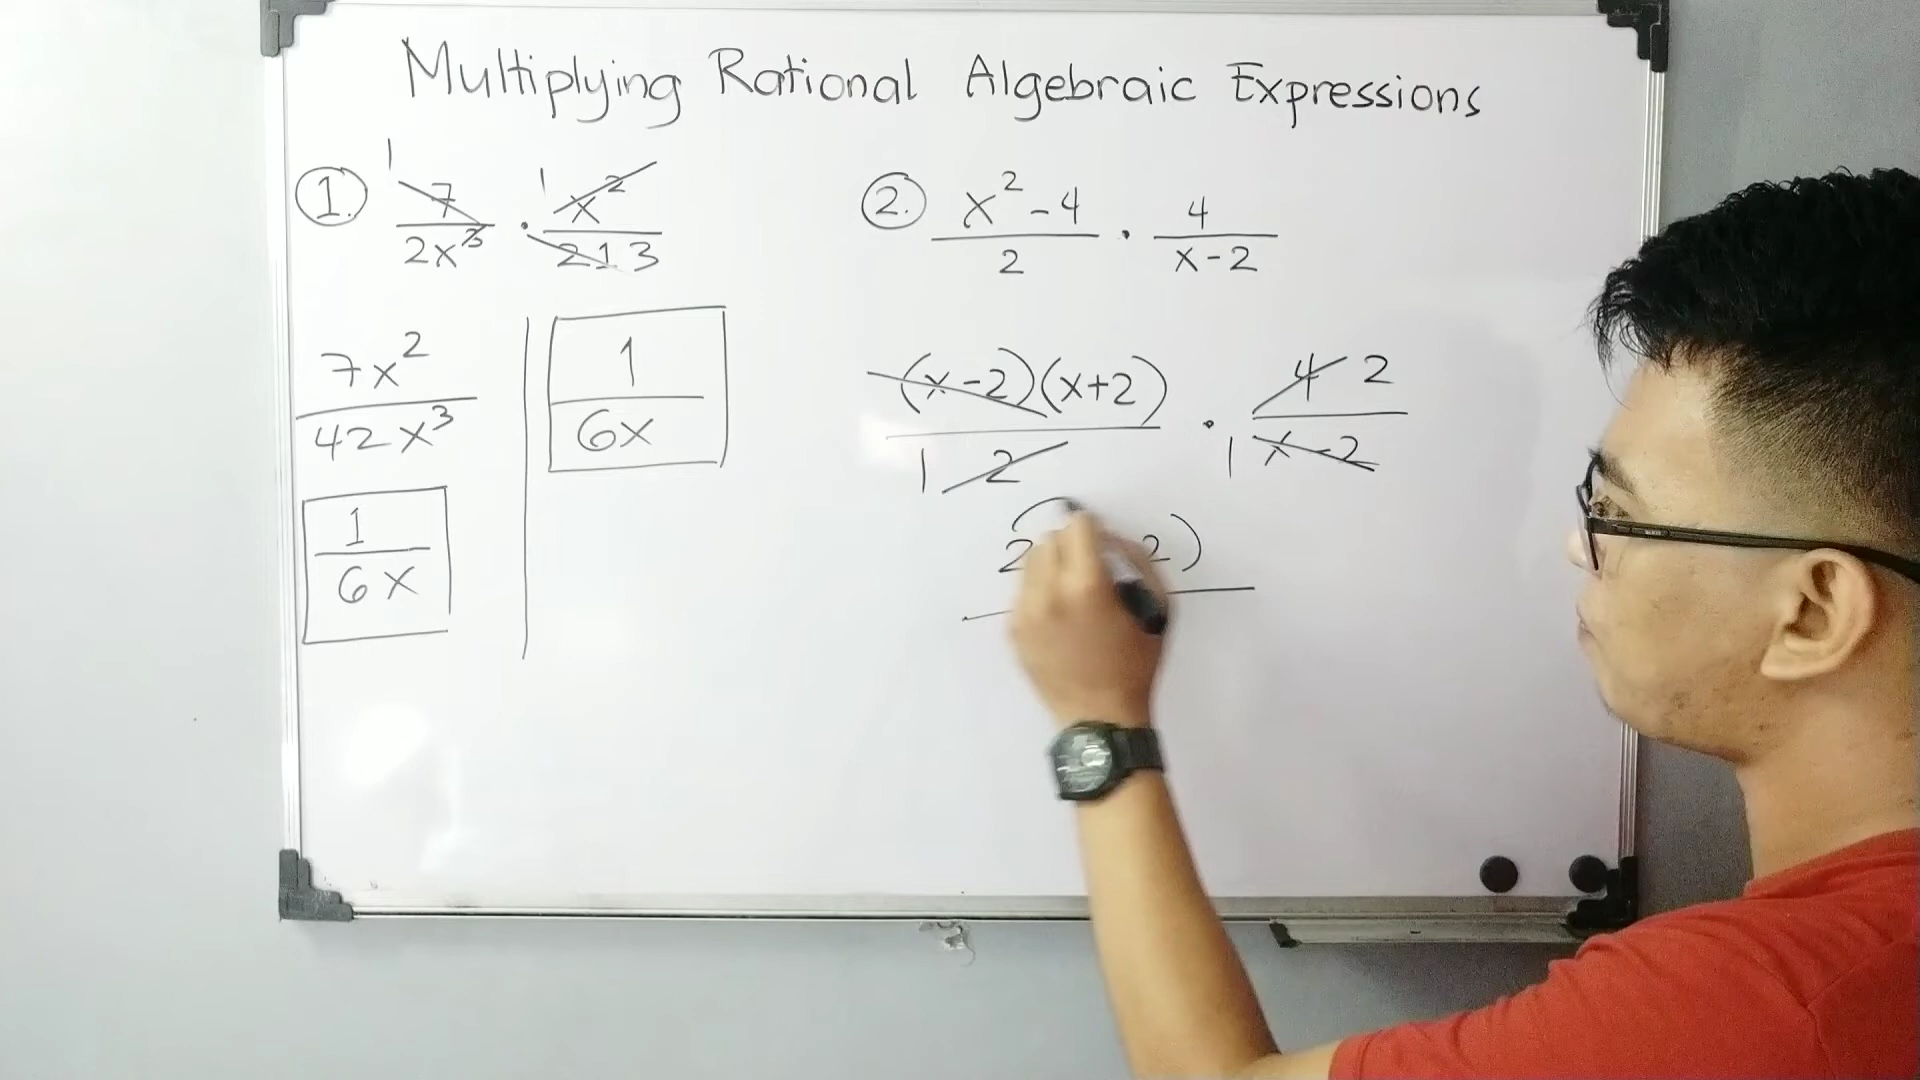 Multiplying Rational Algebraic Expressions
1. 1 7/2x³ · 1 x²/21 3
7x²/42x³
1/6x
1/6x
2. x²-4/2 · 4/x-2
(x-2)(x+2)/1 2 · 4 2/1 x-2
2 2)